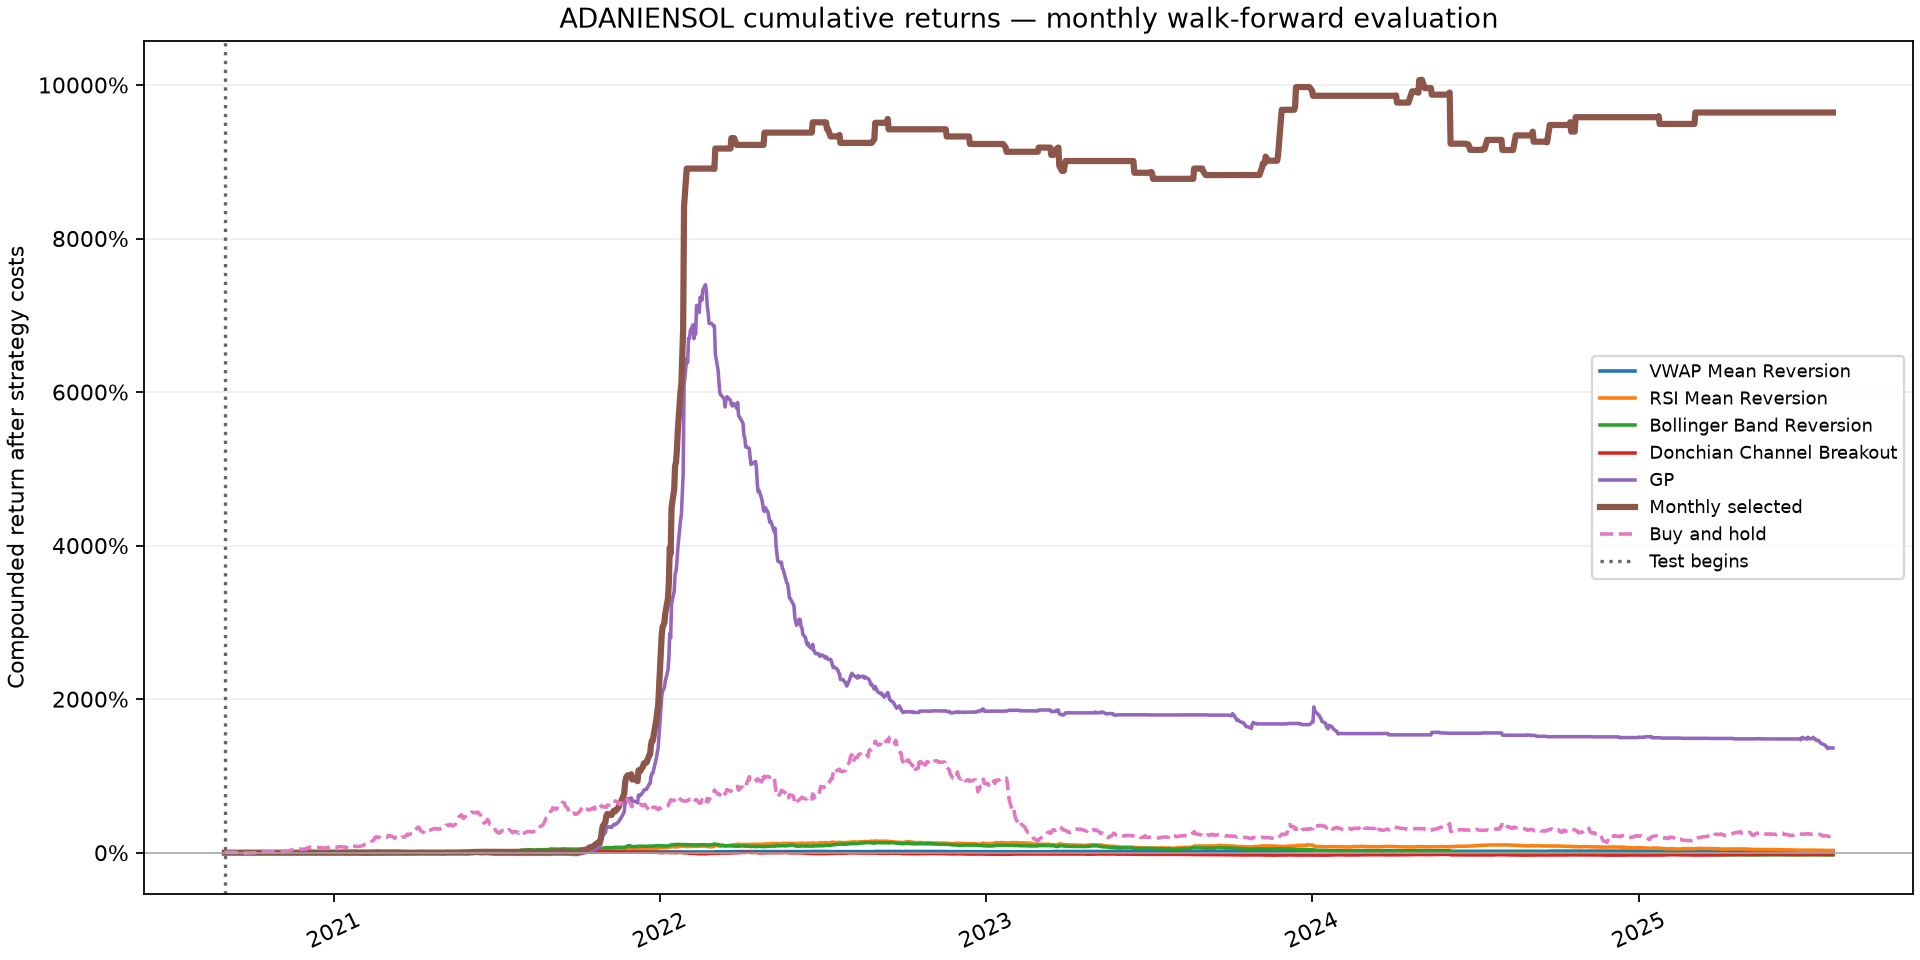 ADANIENSOL cumulative returns — monthly walk-forward evaluation
Compounded return after strategy costs
10000%
8000%
6000%
4000%
2000%
0%
VWAP Mean Reversion
RSI Mean Reversion
Bollinger Band Reversion
Donchian Channel Breakout
GP
Monthly selected
Buy and hold
Test begins
2021
2022
2023
2024
2025